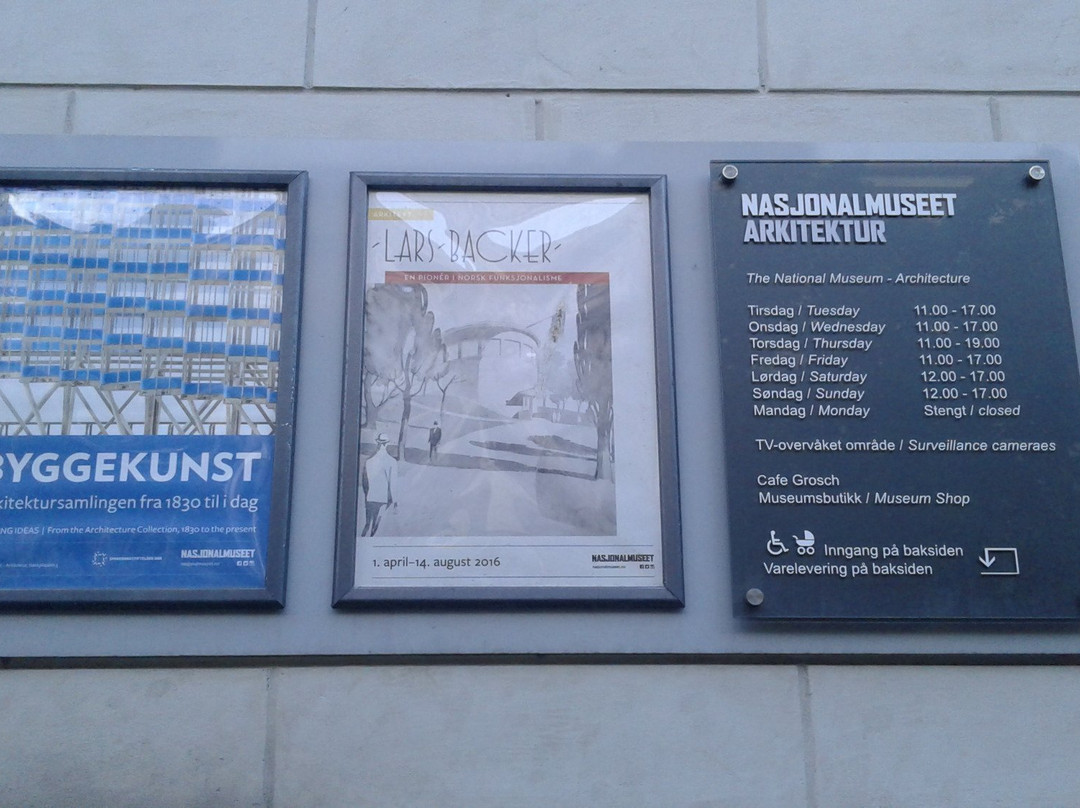 BYGGEKUNST
kitektursamlingen fra 1830 til i dag
NG IDEAS | From the Architecture Collection, 1830 to the present
NASJONALMUSEET
ARKITEKTUR
LARS BACKER
EN PIONÉR I NORSK FUNKSJONALISME
1. april–14. august 2016
NASJONALMUSEET
NASJONALMUSEET
ARKITEKTUR
The National Museum - Architecture
Tirsdag / Tuesday 11.00 - 17.00
Onsdag / Wednesday 11.00 - 17.00
Torsdag / Thursday 11.00 - 19.00
Fredag / Friday 11.00 - 17.00
Lørdag / Saturday 12.00 - 17.00
Søndag / Sunday 12.00 - 17.00
Mandag / Monday Stengt / closed
TV-overvåket område / Surveillance cameraes
Cafe Grosch
Museumsbutikk / Museum Shop
Inngang på baksiden
Varelevering på baksiden